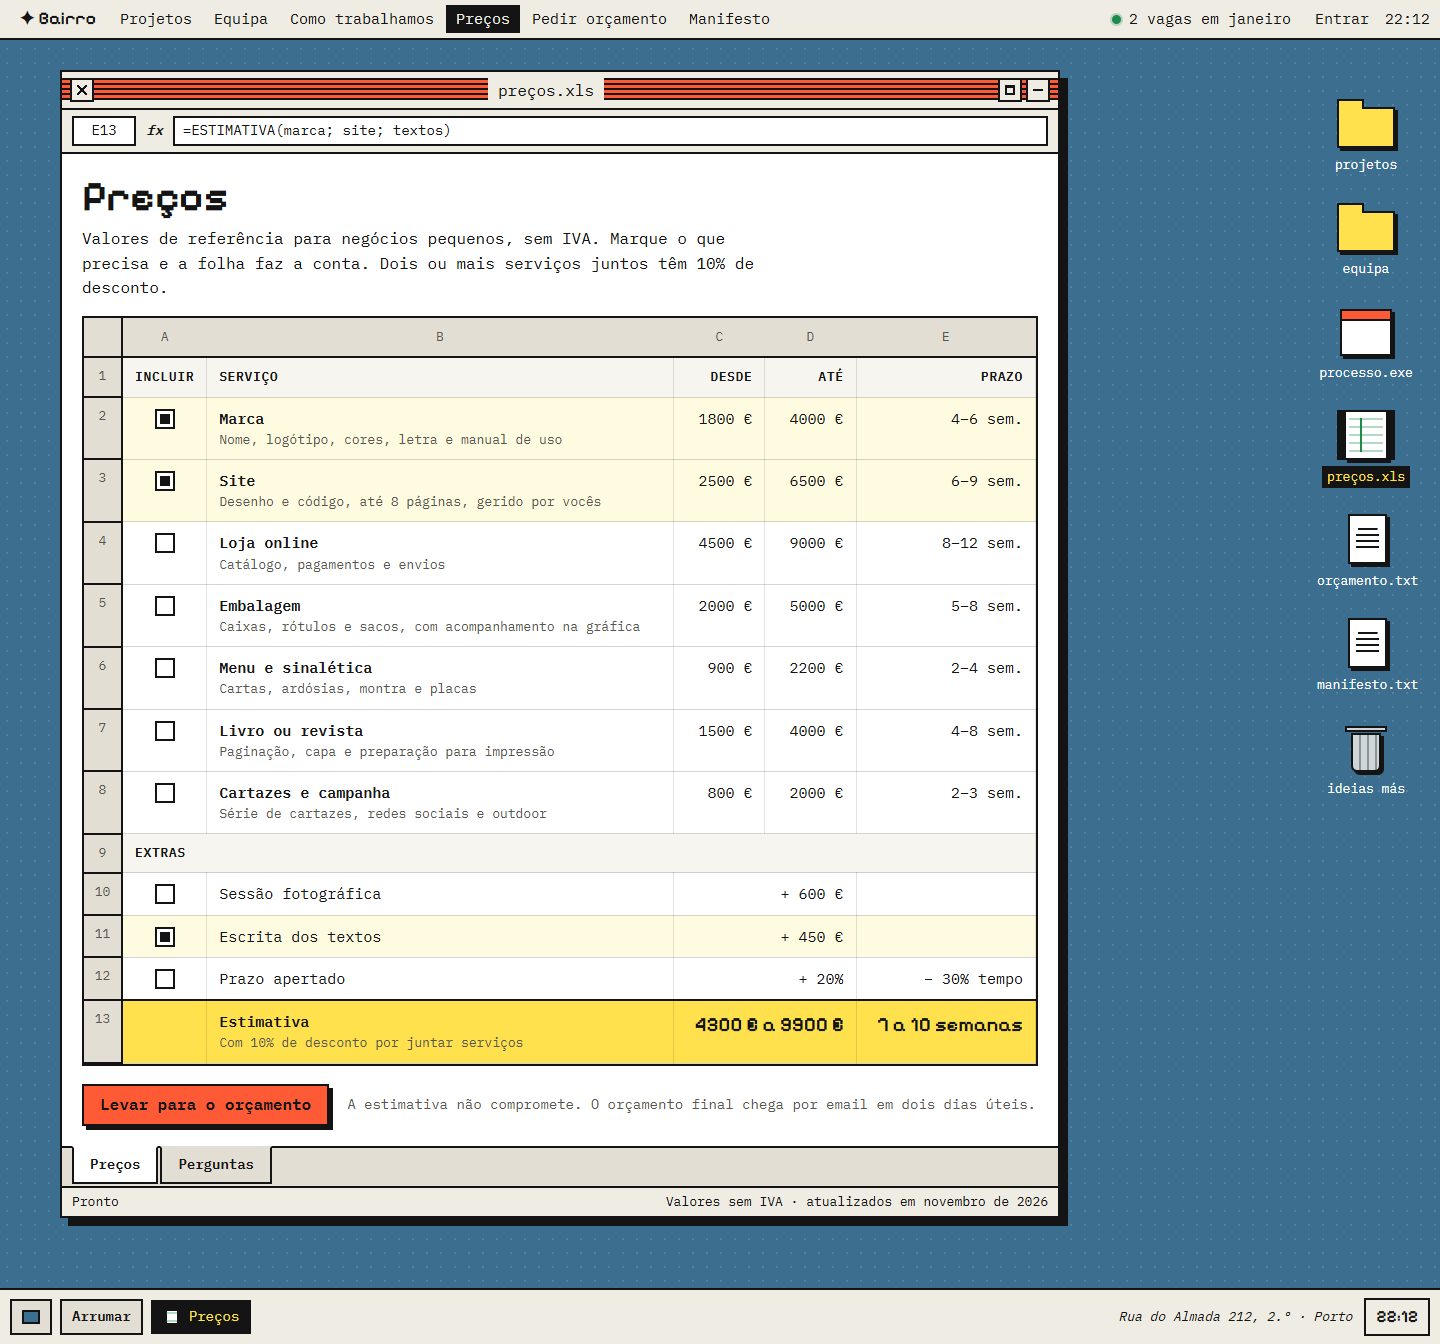 Bairro Projetos Equipa Como trabalhamos Preços Pedir orçamento Manifesto 2 vagas em janeiro Entrar 22:12
preços.xls
E13 fx =ESTIMATIVA(marca; site; textos)
Preços
Valores de referência para negócios pequenos, sem IVA. Marque o que
precisa e a folha faz a conta. Dois ou mais serviços juntos têm 10% de
desconto.
A B C D E
1 INCLUIR SERVIÇO DESDE ATÉ PRAZO
2 Marca 1800 € 4000 € 4–6 sem.
Nome, logótipo, cores, letra e manual de uso
3 Site 2500 € 6500 € 6–9 sem.
Desenho e código, até 8 páginas, gerido por vocês
4 Loja online 4500 € 9000 € 8–12 sem.
Catálogo, pagamentos e envios
5 Embalagem 2000 € 5000 € 5–8 sem.
Caixas, rótulos e sacos, com acompanhamento na gráfica
6 Menu e sinalética 900 € 2200 € 2–4 sem.
Cartas, ardósias, montra e placas
7 Livro ou revista 1500 € 4000 € 4–8 sem.
Paginação, capa e preparação para impressão
8 Cartazes e campanha 800 € 2000 € 2–3 sem.
Série de cartazes, redes sociais e outdoor
9 EXTRAS
10 Sessão fotográfica + 600 €
11 Escrita dos textos + 450 €
12 Prazo apertado + 20% − 30% tempo
13 Estimativa 4300 € a 9900 € 7 a 10 semanas
Com 10% de desconto por juntar serviços
Levar para o orçamento A estimativa não compromete. O orçamento final chega por email em dois dias úteis.
Preços Perguntas
Pronto Valores sem IVA · atualizados em novembro de 2026
projetos
equipa
processo.exe
preços.xls
orçamento.txt
manifesto.txt
ideias más
Arrumar Preços Rua do Almada 212, 2.º · Porto 22:12